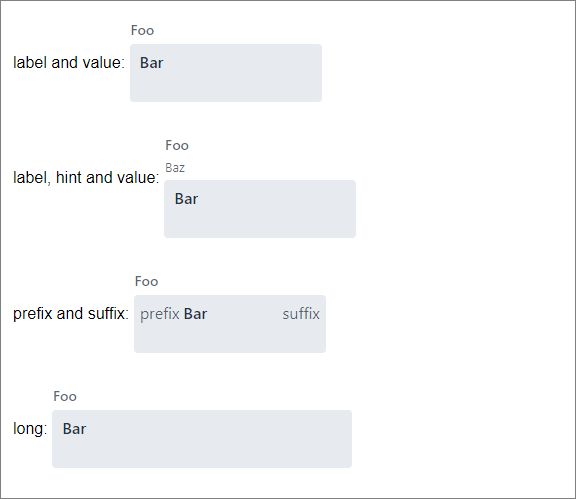 Foo
label and value: Bar
Foo
Baz
label, hint and value: Bar
Foo
prefix and suffix: prefix Bar suffix
Foo
long: Bar